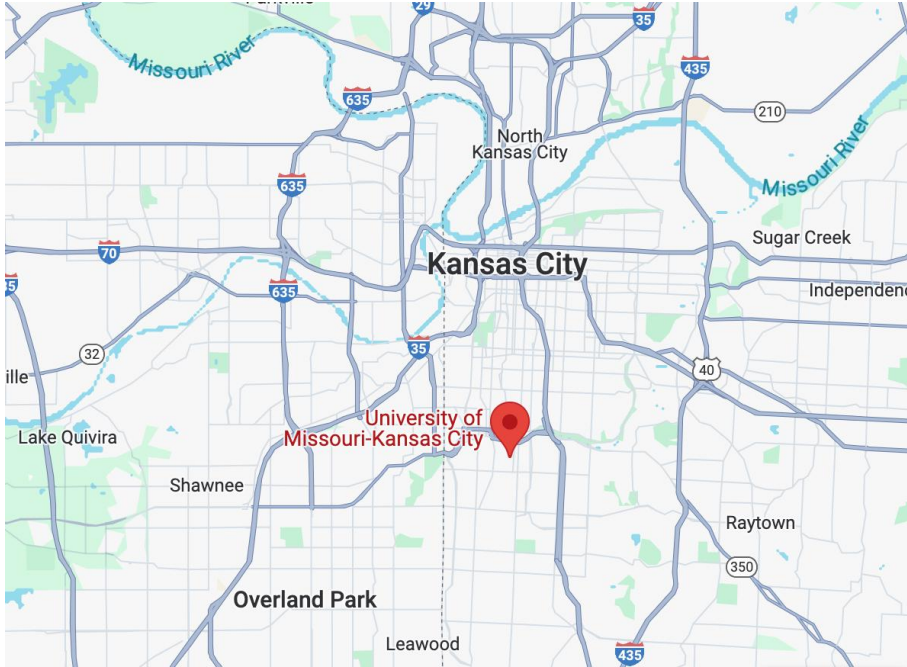 29
35
Missouri River
435
635
210
North
Kansas City
Missouri River
635
70
Sugar Creek
Kansas City
635
Independenc
35
32
40
University of
Missouri-Kansas City
Lake Quivira
Shawnee
Raytown
350
Overland Park
Leawood
435